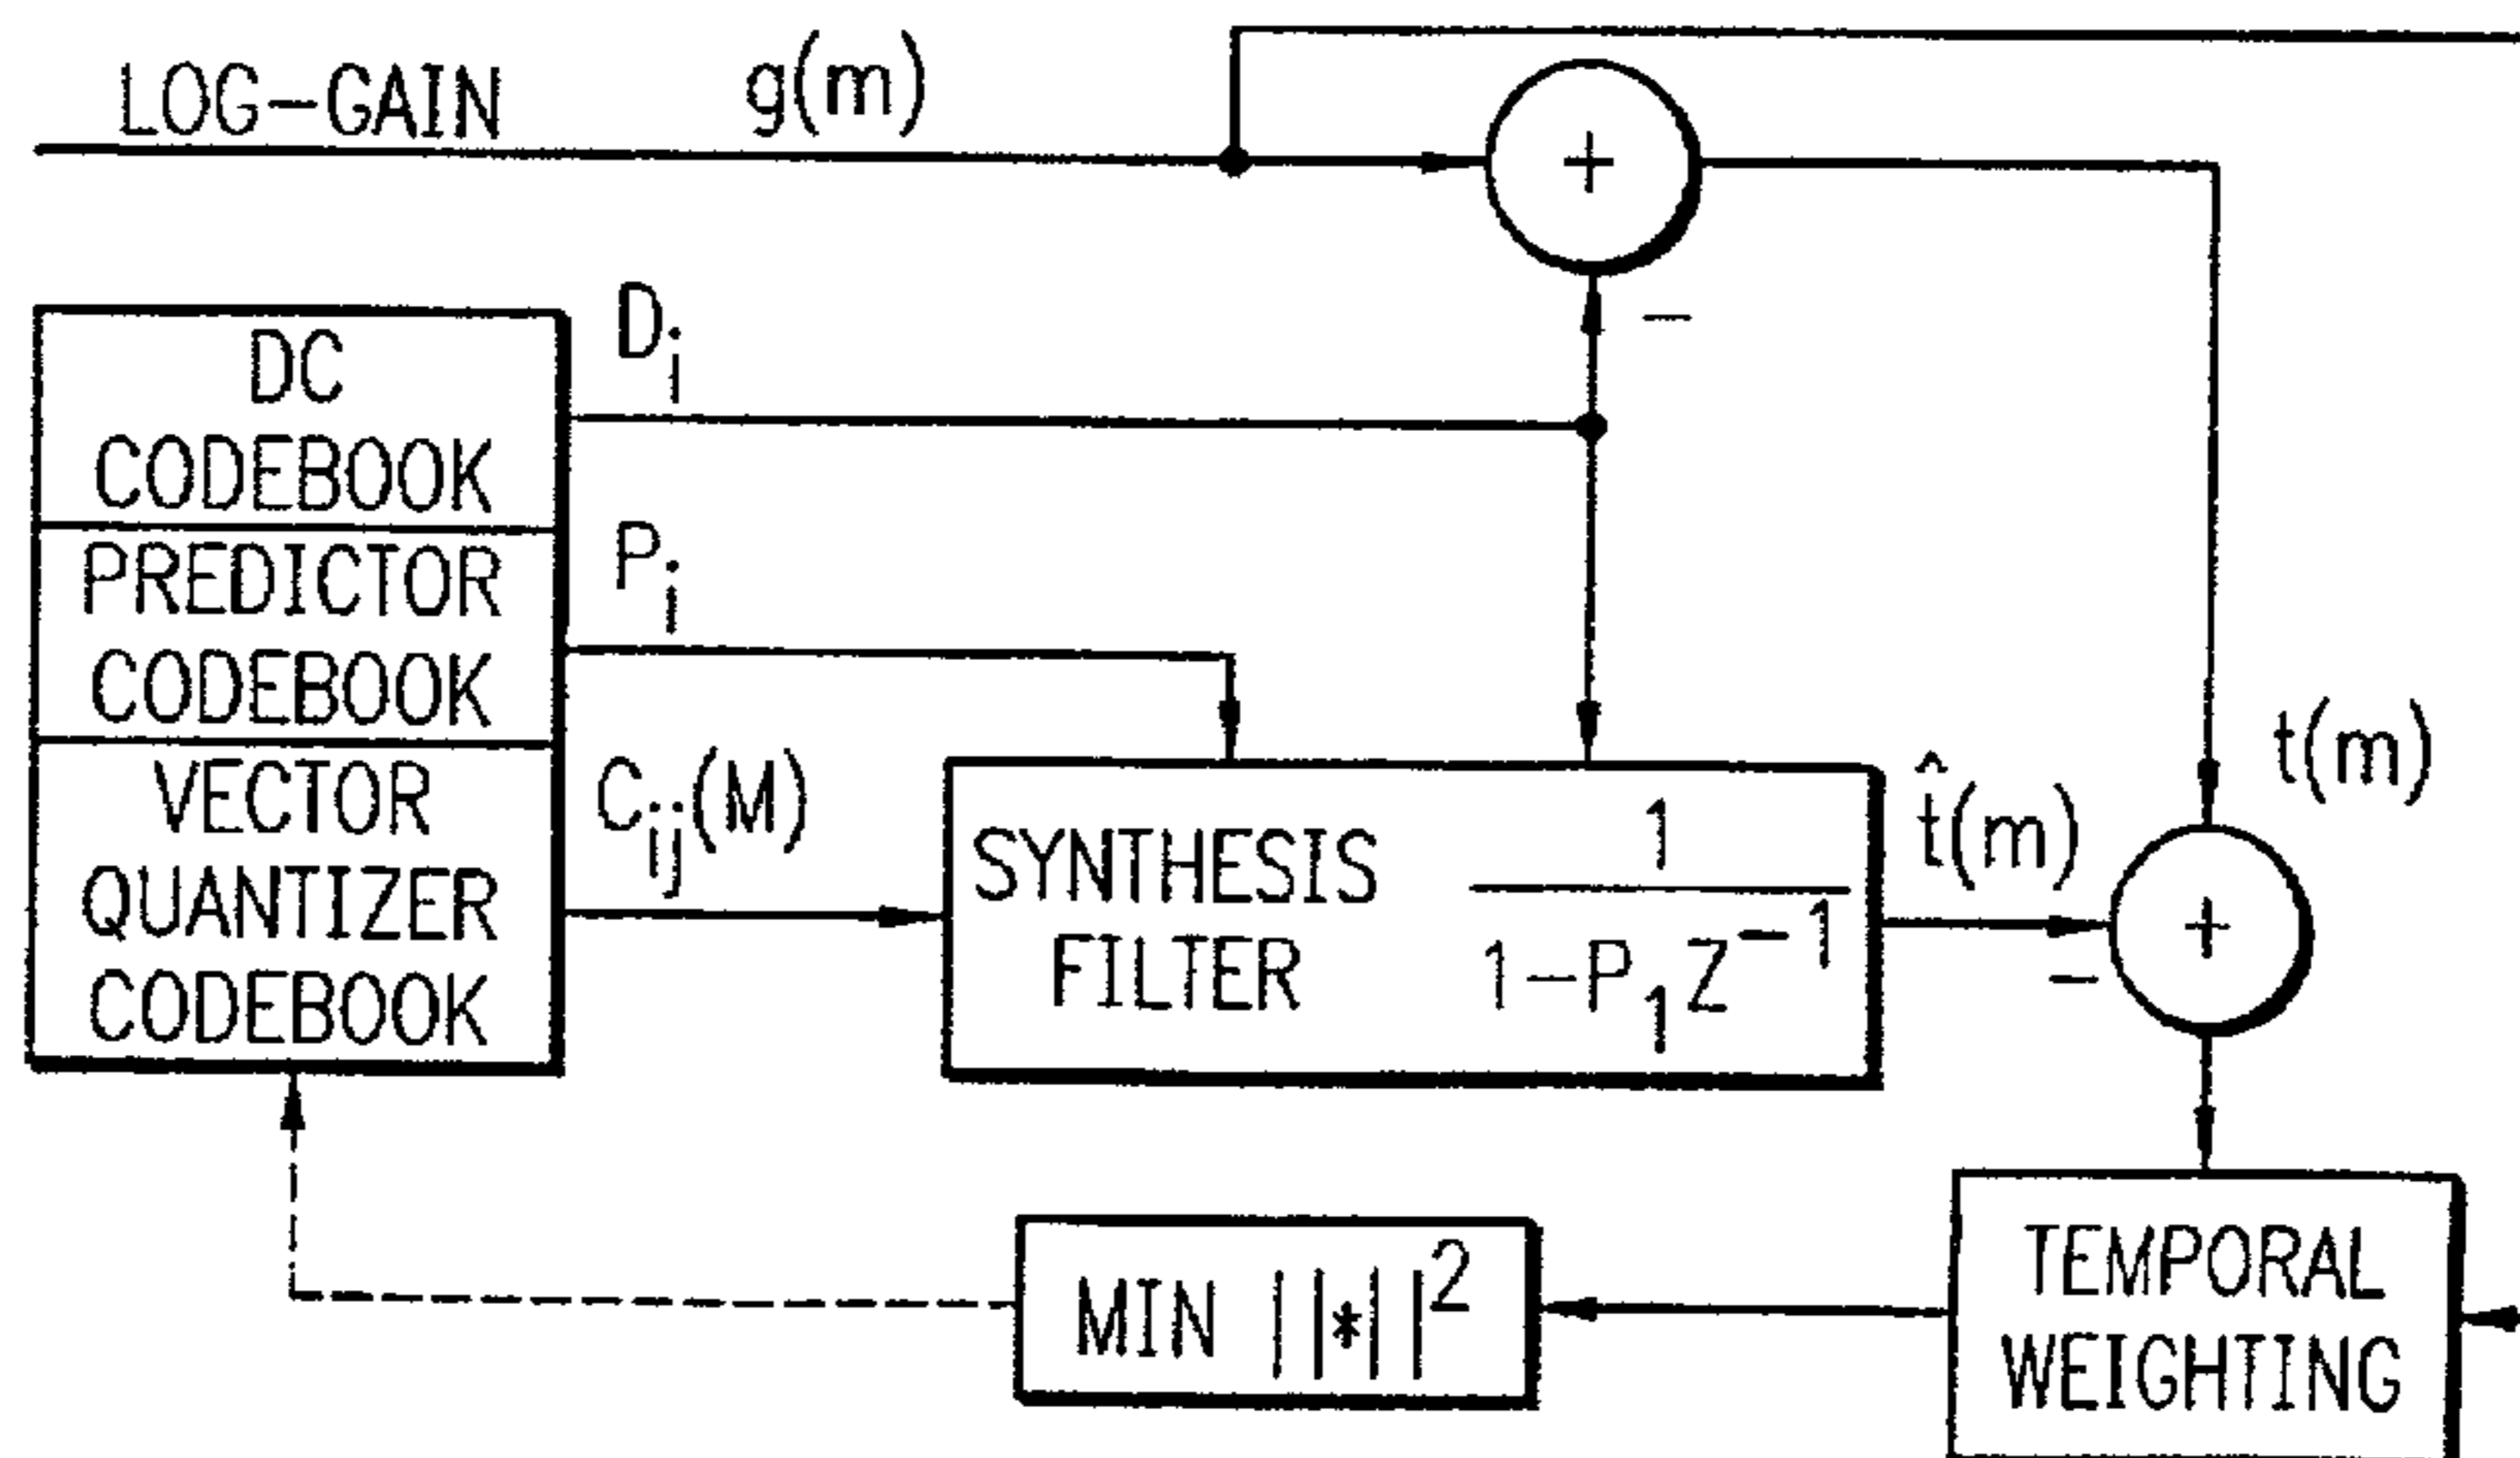 LOG-GAIN
g(m)
+
-
D_i
DC
CODEBOOK
P_i
PREDICTOR
CODEBOOK
C_ij(M)
VECTOR
QUANTIZER
CODEBOOK
SYNTHESIS
FILTER
1
1-P_1 Z^-1
t̂(m)
t(m)
+
-
TEMPORAL
WEIGHTING
MIN ||*||^2